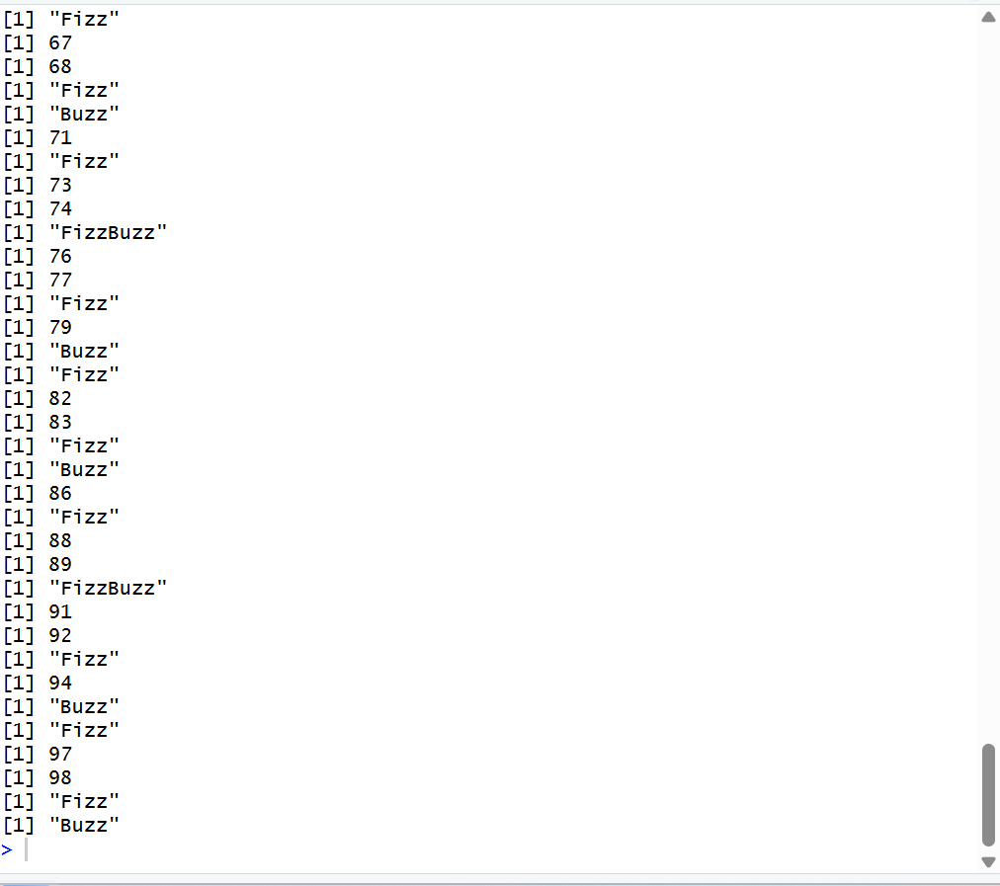 [1] "Fizz"
[1] 67
[1] 68
[1] "Fizz"
[1] "Buzz"
[1] 71
[1] "Fizz"
[1] 73
[1] 74
[1] "FizzBuzz"
[1] 76
[1] 77
[1] "Fizz"
[1] 79
[1] "Buzz"
[1] "Fizz"
[1] 82
[1] 83
[1] "Fizz"
[1] "Buzz"
[1] 86
[1] "Fizz"
[1] 88
[1] 89
[1] "FizzBuzz"
[1] 91
[1] 92
[1] "Fizz"
[1] 94
[1] "Buzz"
[1] "Fizz"
[1] 97
[1] 98
[1] "Fizz"
[1] "Buzz"
>